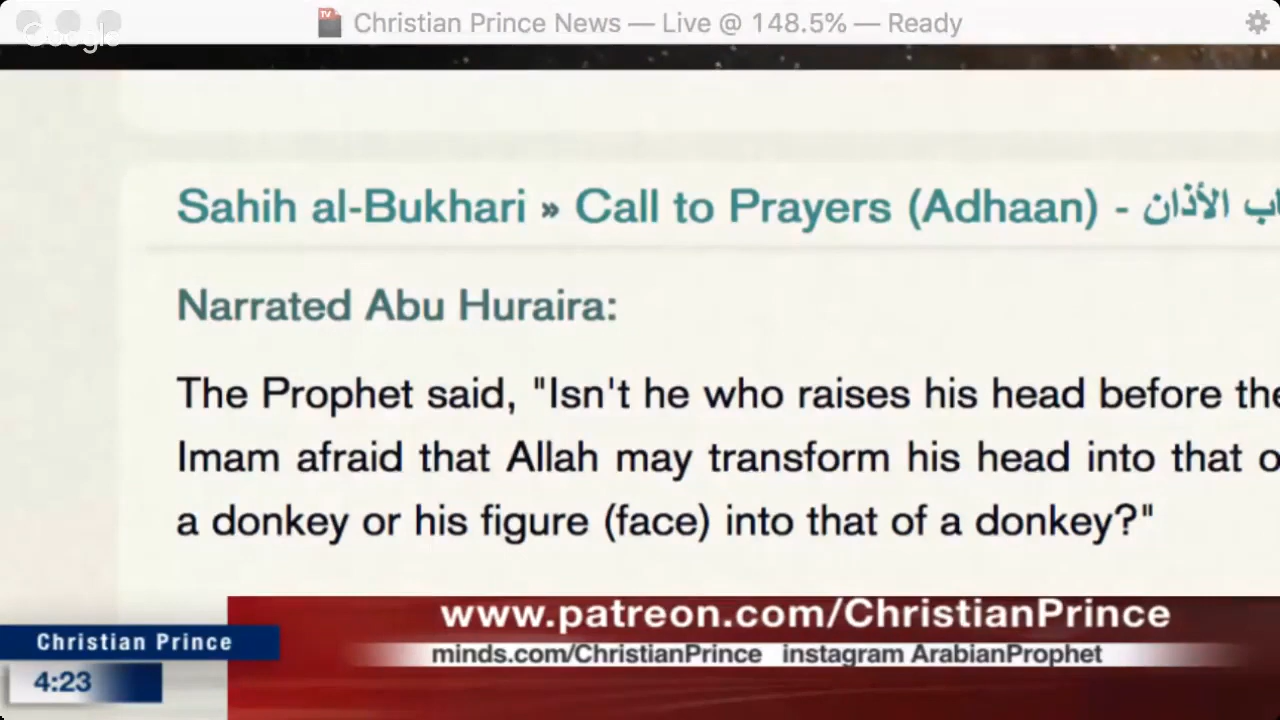 TV
Christian Prince News — Live @ 148.5% — Ready
Google
Sahih al-Bukhari » Call to Prayers (Adhaan) - اب الأذان
Narrated Abu Huraira:
The Prophet said, "Isn't he who raises his head before the
Imam afraid that Allah may transform his head into that o
a donkey or his figure (face) into that of a donkey?"
www.patreon.com/ChristianPrince
Christian Prince
minds.com/ChristianPrince instagram ArabianProphet
4:23